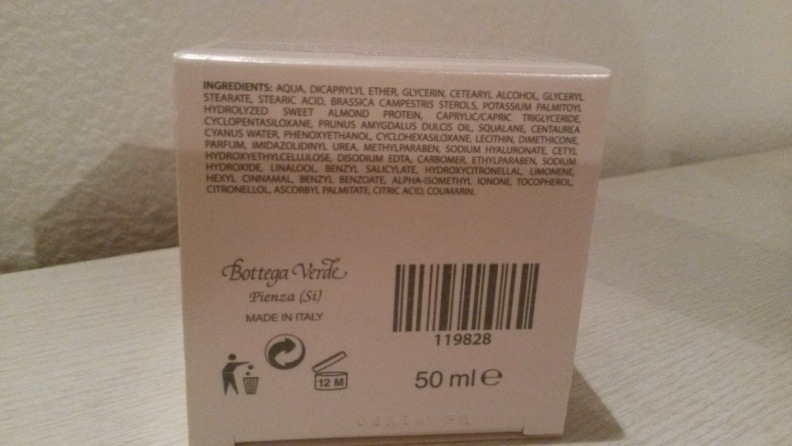 INGREDIENTS: AQUA, DICAPRYLYL ETHER, GLYCERIN, CETEARYL ALCOHOL, GLYCERYL
STEARATE, STEARIC ACID, BRASSICA CAMPESTRIS STEROLS, POTASSIUM PALMITOYL
HYDROLYZED SWEET ALMOND PROTEIN, CAPRYLIC/CAPRIC TRIGLYCERIDE,
CYCLOPENTASILOXANE, PRUNUS AMYGDALUS DULCIS OIL, SQUALANE, CENTAUREA
CYANUS WATER, PHENOXYETHANOL, CYCLOHEXASILOXANE, LECITHIN, DIMETHICONE,
PARFUM, IMIDAZOLIDINYL UREA, METHYLPARABEN, SODIUM HYALURONATE, CETYL
HYDROXYETHYLCELLULOSE, DISODIUM EDTA, CARBOMER, ETHYLPARABEN, SODIUM
HYDROXIDE, LINALOOL, BENZYL SALICYLATE, HYDROXYCITRONELLAL, LIMONENE,
HEXYL CINNAMAL, BENZYL BENZOATE, ALPHA-ISOMETHYL IONONE, TOCOPHEROL,
CITRONELLOL, ASCORBYL PALMITATE, CITRIC ACID, COUMARIN.
Bottega Verde
Pienza (Si)
MADE IN ITALY
119828
12 M
50 ml e